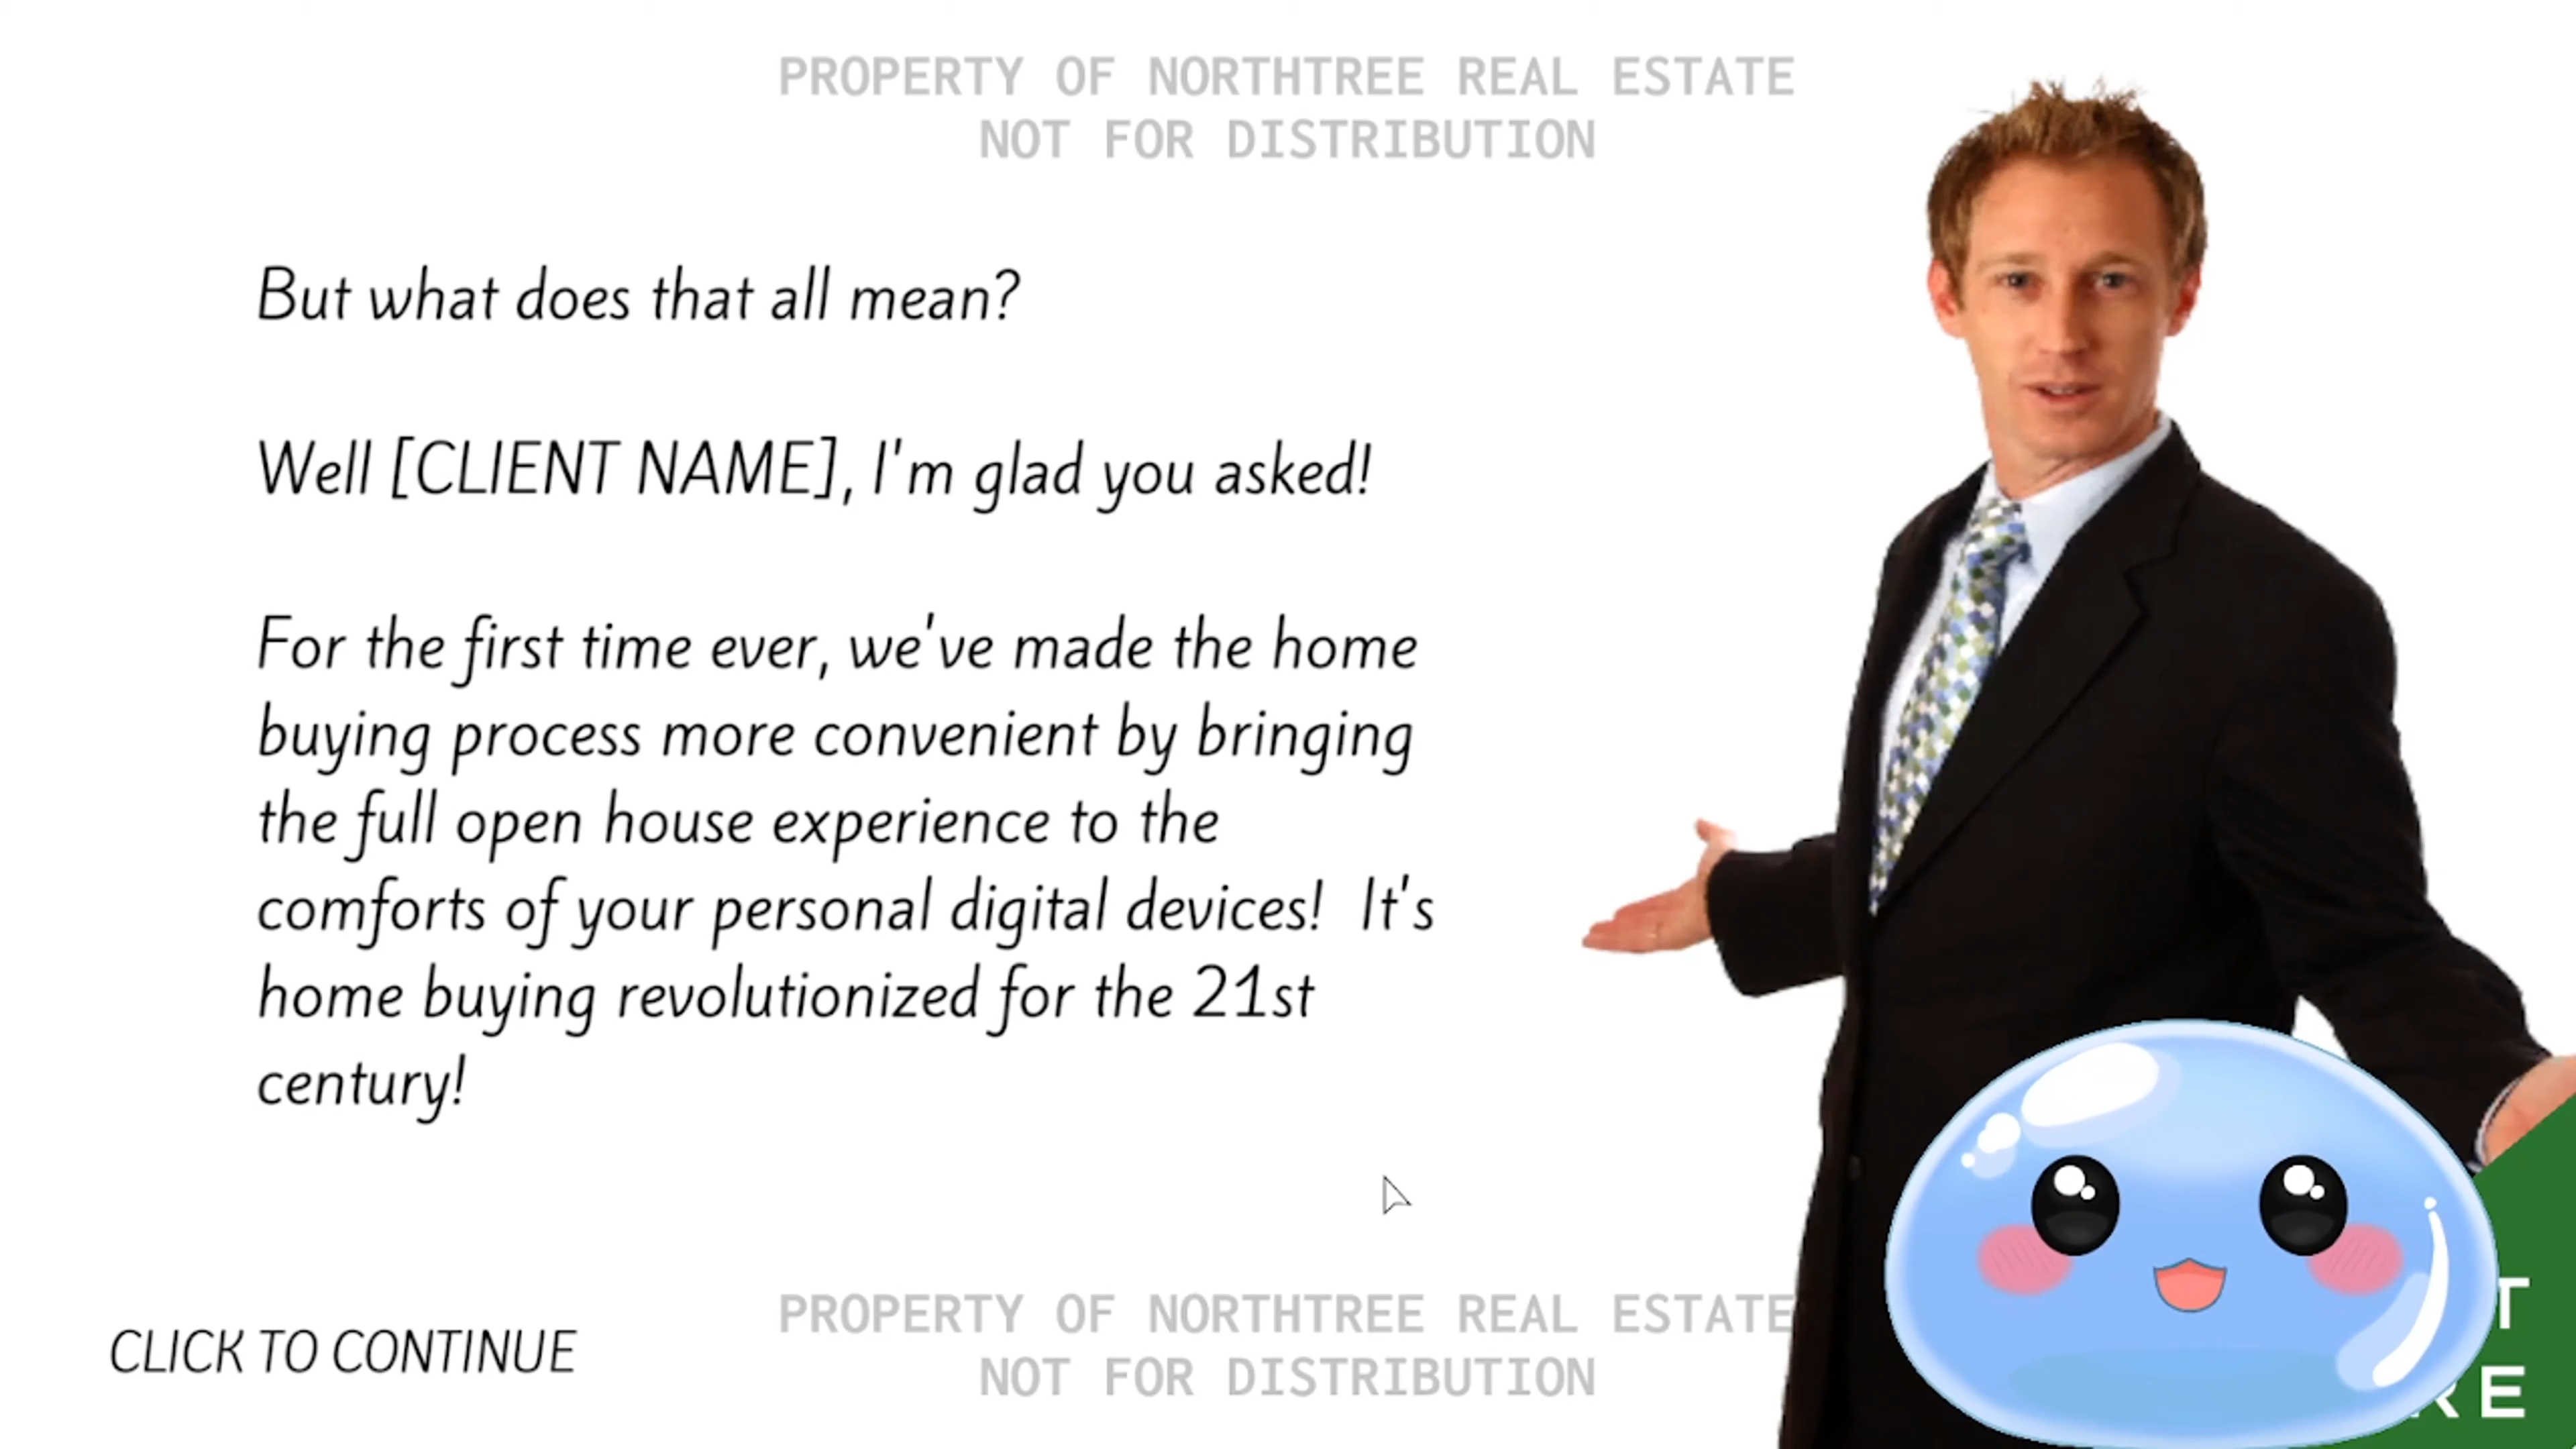 PROPERTY OF NORTHTREE REAL ESTATE
NOT FOR DISTRIBUTION
But what does that all mean?
Well [CLIENT NAME], I'm glad you asked!
For the first time ever, we've made the home
buying process more convenient by bringing
the full open house experience to the
comforts of your personal digital devices!  It's
home buying revolutionized for the 21st
century!
CLICK TO CONTINUE
PROPERTY OF NORTHTREE REAL ESTATE
NOT FOR DISTRIBUTION